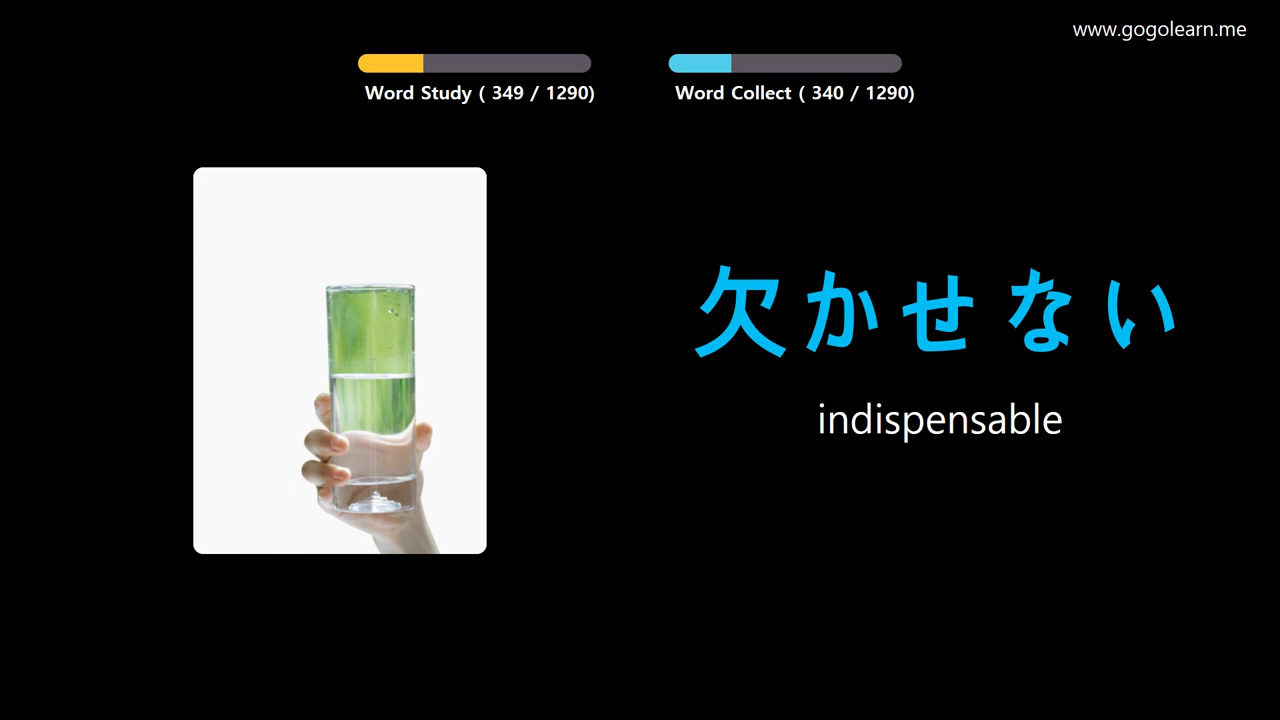 www.gogolearn.me
Word Study ( 349 / 1290)
Word Collect ( 340 / 1290)
欠かせない
indispensable